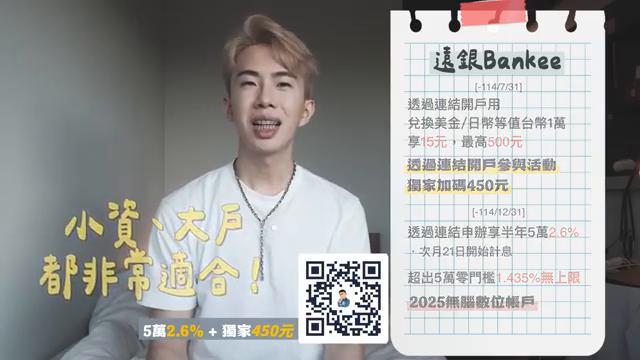 遠銀Bankee
[-114/7/31]
透過連結開戶用
兌換美金/日幣等值台幣1萬
享15元，最高500元
透過連結開戶參與活動
獨家加碼450元
[-114/12/31]
透過連結申辦享半年5萬2.6%
· 次月21日開始計息
超出5萬零門檻1.435%無上限
2025無腦數位帳戶
小資、大戶
都非常適合！
5萬2.6% + 獨家450元